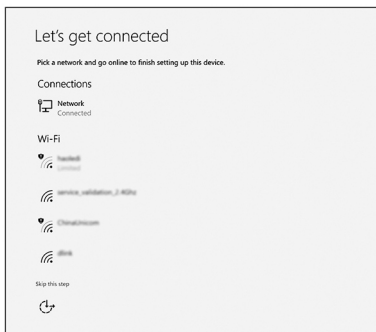 Let's get connected
Pick a network and go online to finish setting up this device.
Connections
Network
Connected
Wi-Fi
Limited
service_validation_2.4Ghz
ChinaUnicom
dlink
Skip this step